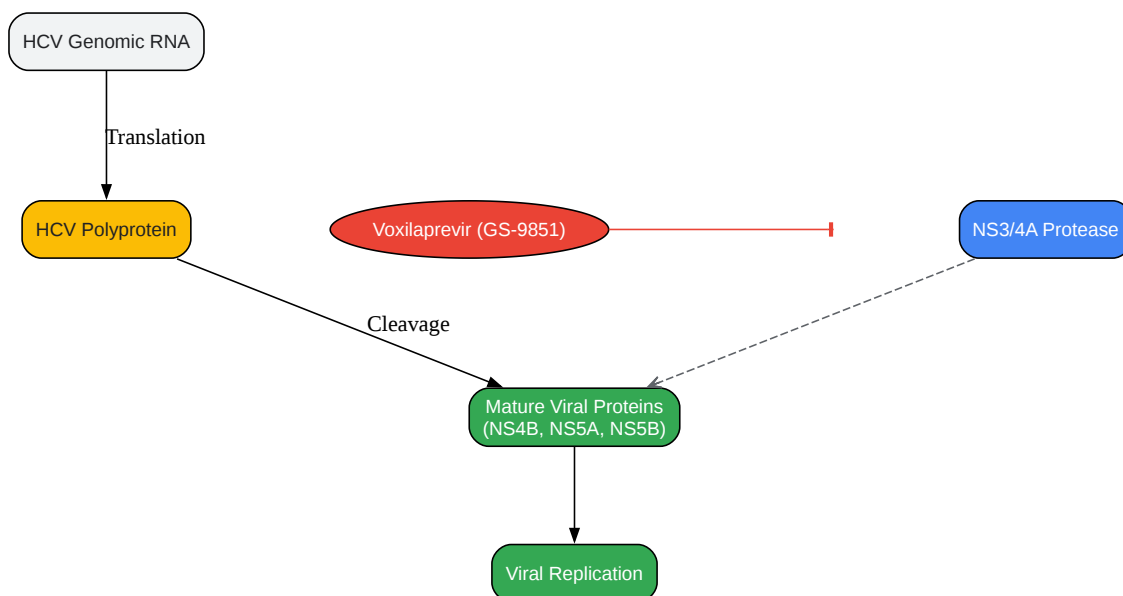 HCV Genomic RNA
Translation
HCV Polyprotein
Voxilaprevir (GS-9851)
NS3/4A Protease
Cleavage
Mature Viral Proteins
(NS4B, NS5A, NS5B)
Viral Replication